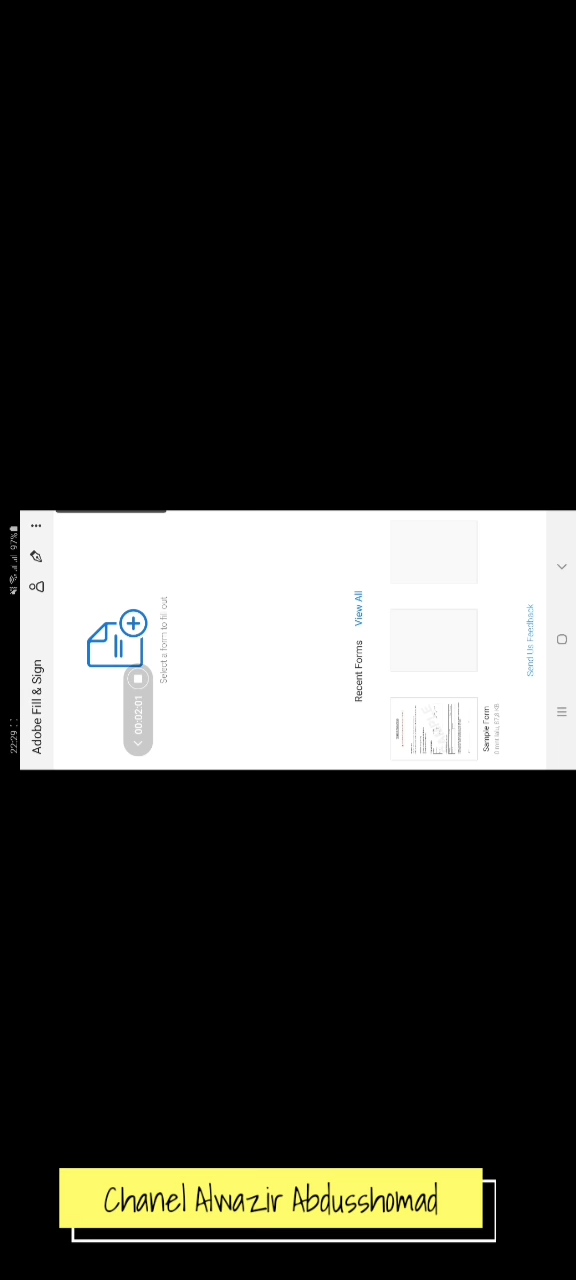 22:29
97%
Adobe Fill & Sign
00:02:01
Select a form to fill out
Recent Forms
View All
Sample Form
Send Us Feedback
Chanel Alwazir Abdusshomad